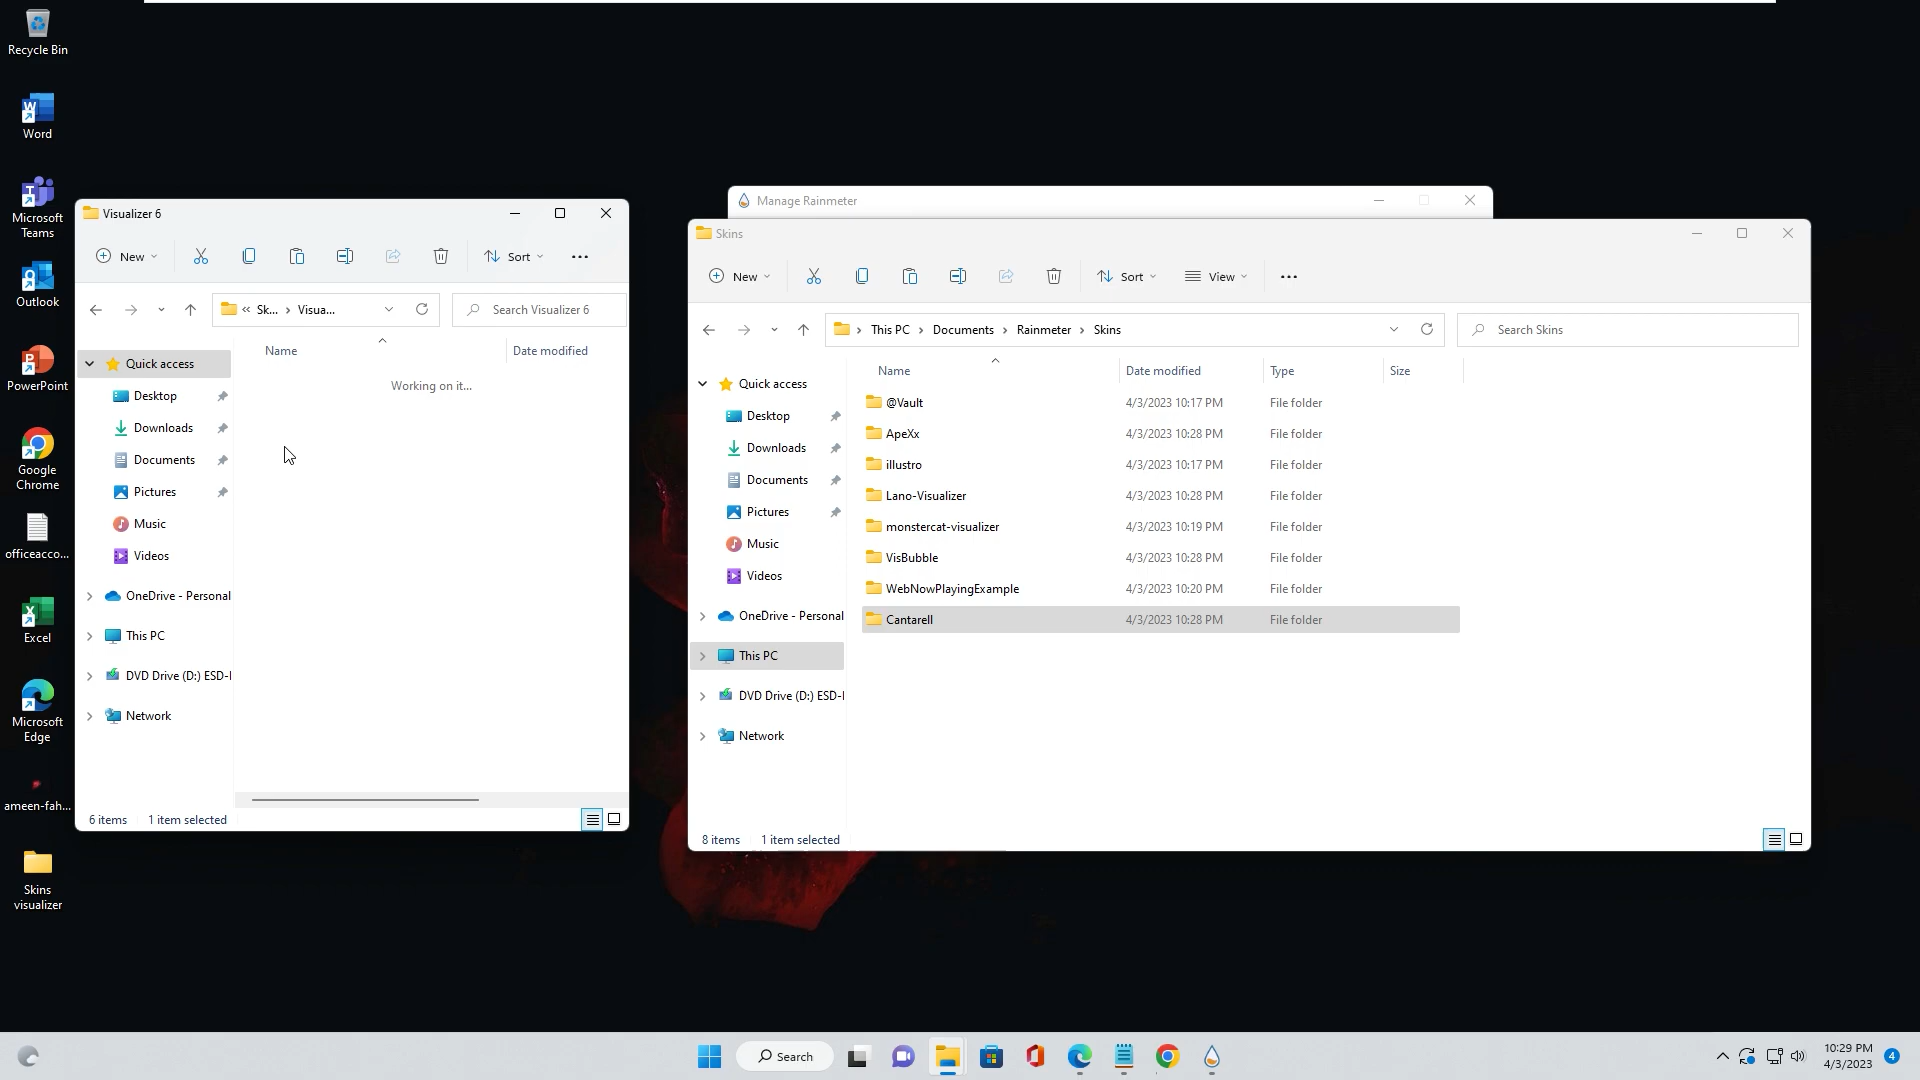 Recycle Bin
Word
Microsoft
Teams
Outlook
PowerPoint
Google
Chrome
officeacco...
Excel
Microsoft
Edge
ameen-fah...
Skins
visualizer
Visualizer 6
New
Sort
« Sk... › Visua...
Search Visualizer 6
Name
Date modified
Working on it...
Quick access
Desktop
Downloads
Documents
Pictures
Music
Videos
OneDrive - Personal
This PC
DVD Drive (D:) ESD-I
Network
6 items
1 item selected
Manage Rainmeter
Skins
New
Sort
View
This PC › Documents › Rainmeter › Skins
Search Skins
Quick access
Desktop
Downloads
Documents
Pictures
Music
Videos
OneDrive - Personal
This PC
DVD Drive (D:) ESD-I
Network
Name Date modified Type Size
@Vault 4/3/2023 10:17 PM File folder
ApeXx 4/3/2023 10:28 PM File folder
illustro 4/3/2023 10:17 PM File folder
Lano-Visualizer 4/3/2023 10:28 PM File folder
monstercat-visualizer 4/3/2023 10:19 PM File folder
VisBubble 4/3/2023 10:28 PM File folder
WebNowPlayingExample 4/3/2023 10:20 PM File folder
Cantarell 4/3/2023 10:28 PM File folder
8 items
1 item selected
Search
10:29 PM
4/3/2023
4